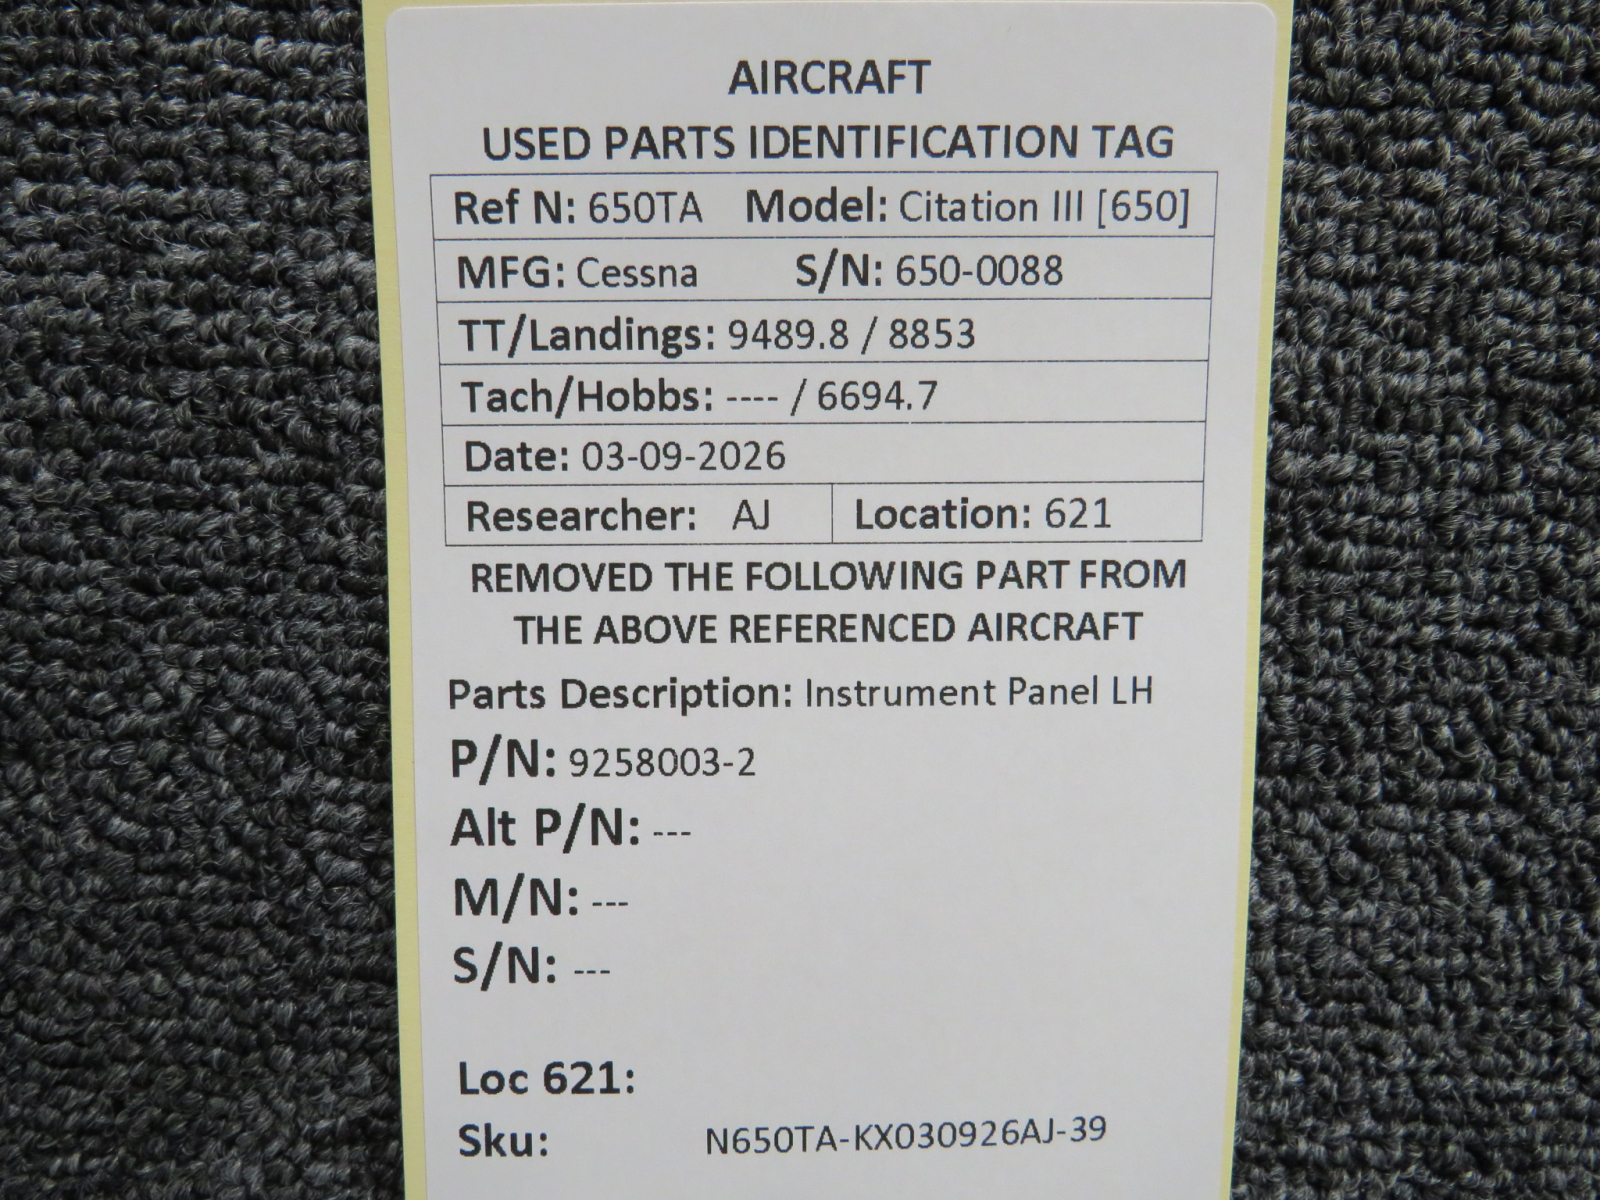 AIRCRAFT
USED PARTS IDENTIFICATION TAG
Ref N: 650TA Model: Citation III [650]
MFG: Cessna S/N: 650-0088
TT/Landings: 9489.8 / 8853
Tach/Hobbs: ---- / 6694.7
Date: 03-09-2026
Researcher: AJ Location: 621
REMOVED THE FOLLOWING PART FROM
THE ABOVE REFERENCED AIRCRAFT
Parts Description: Instrument Panel LH
P/N: 9258003-2
Alt P/N: ---
M/N: ---
S/N: ---
Loc 621:
Sku: N650TA-KX030926AJ-39